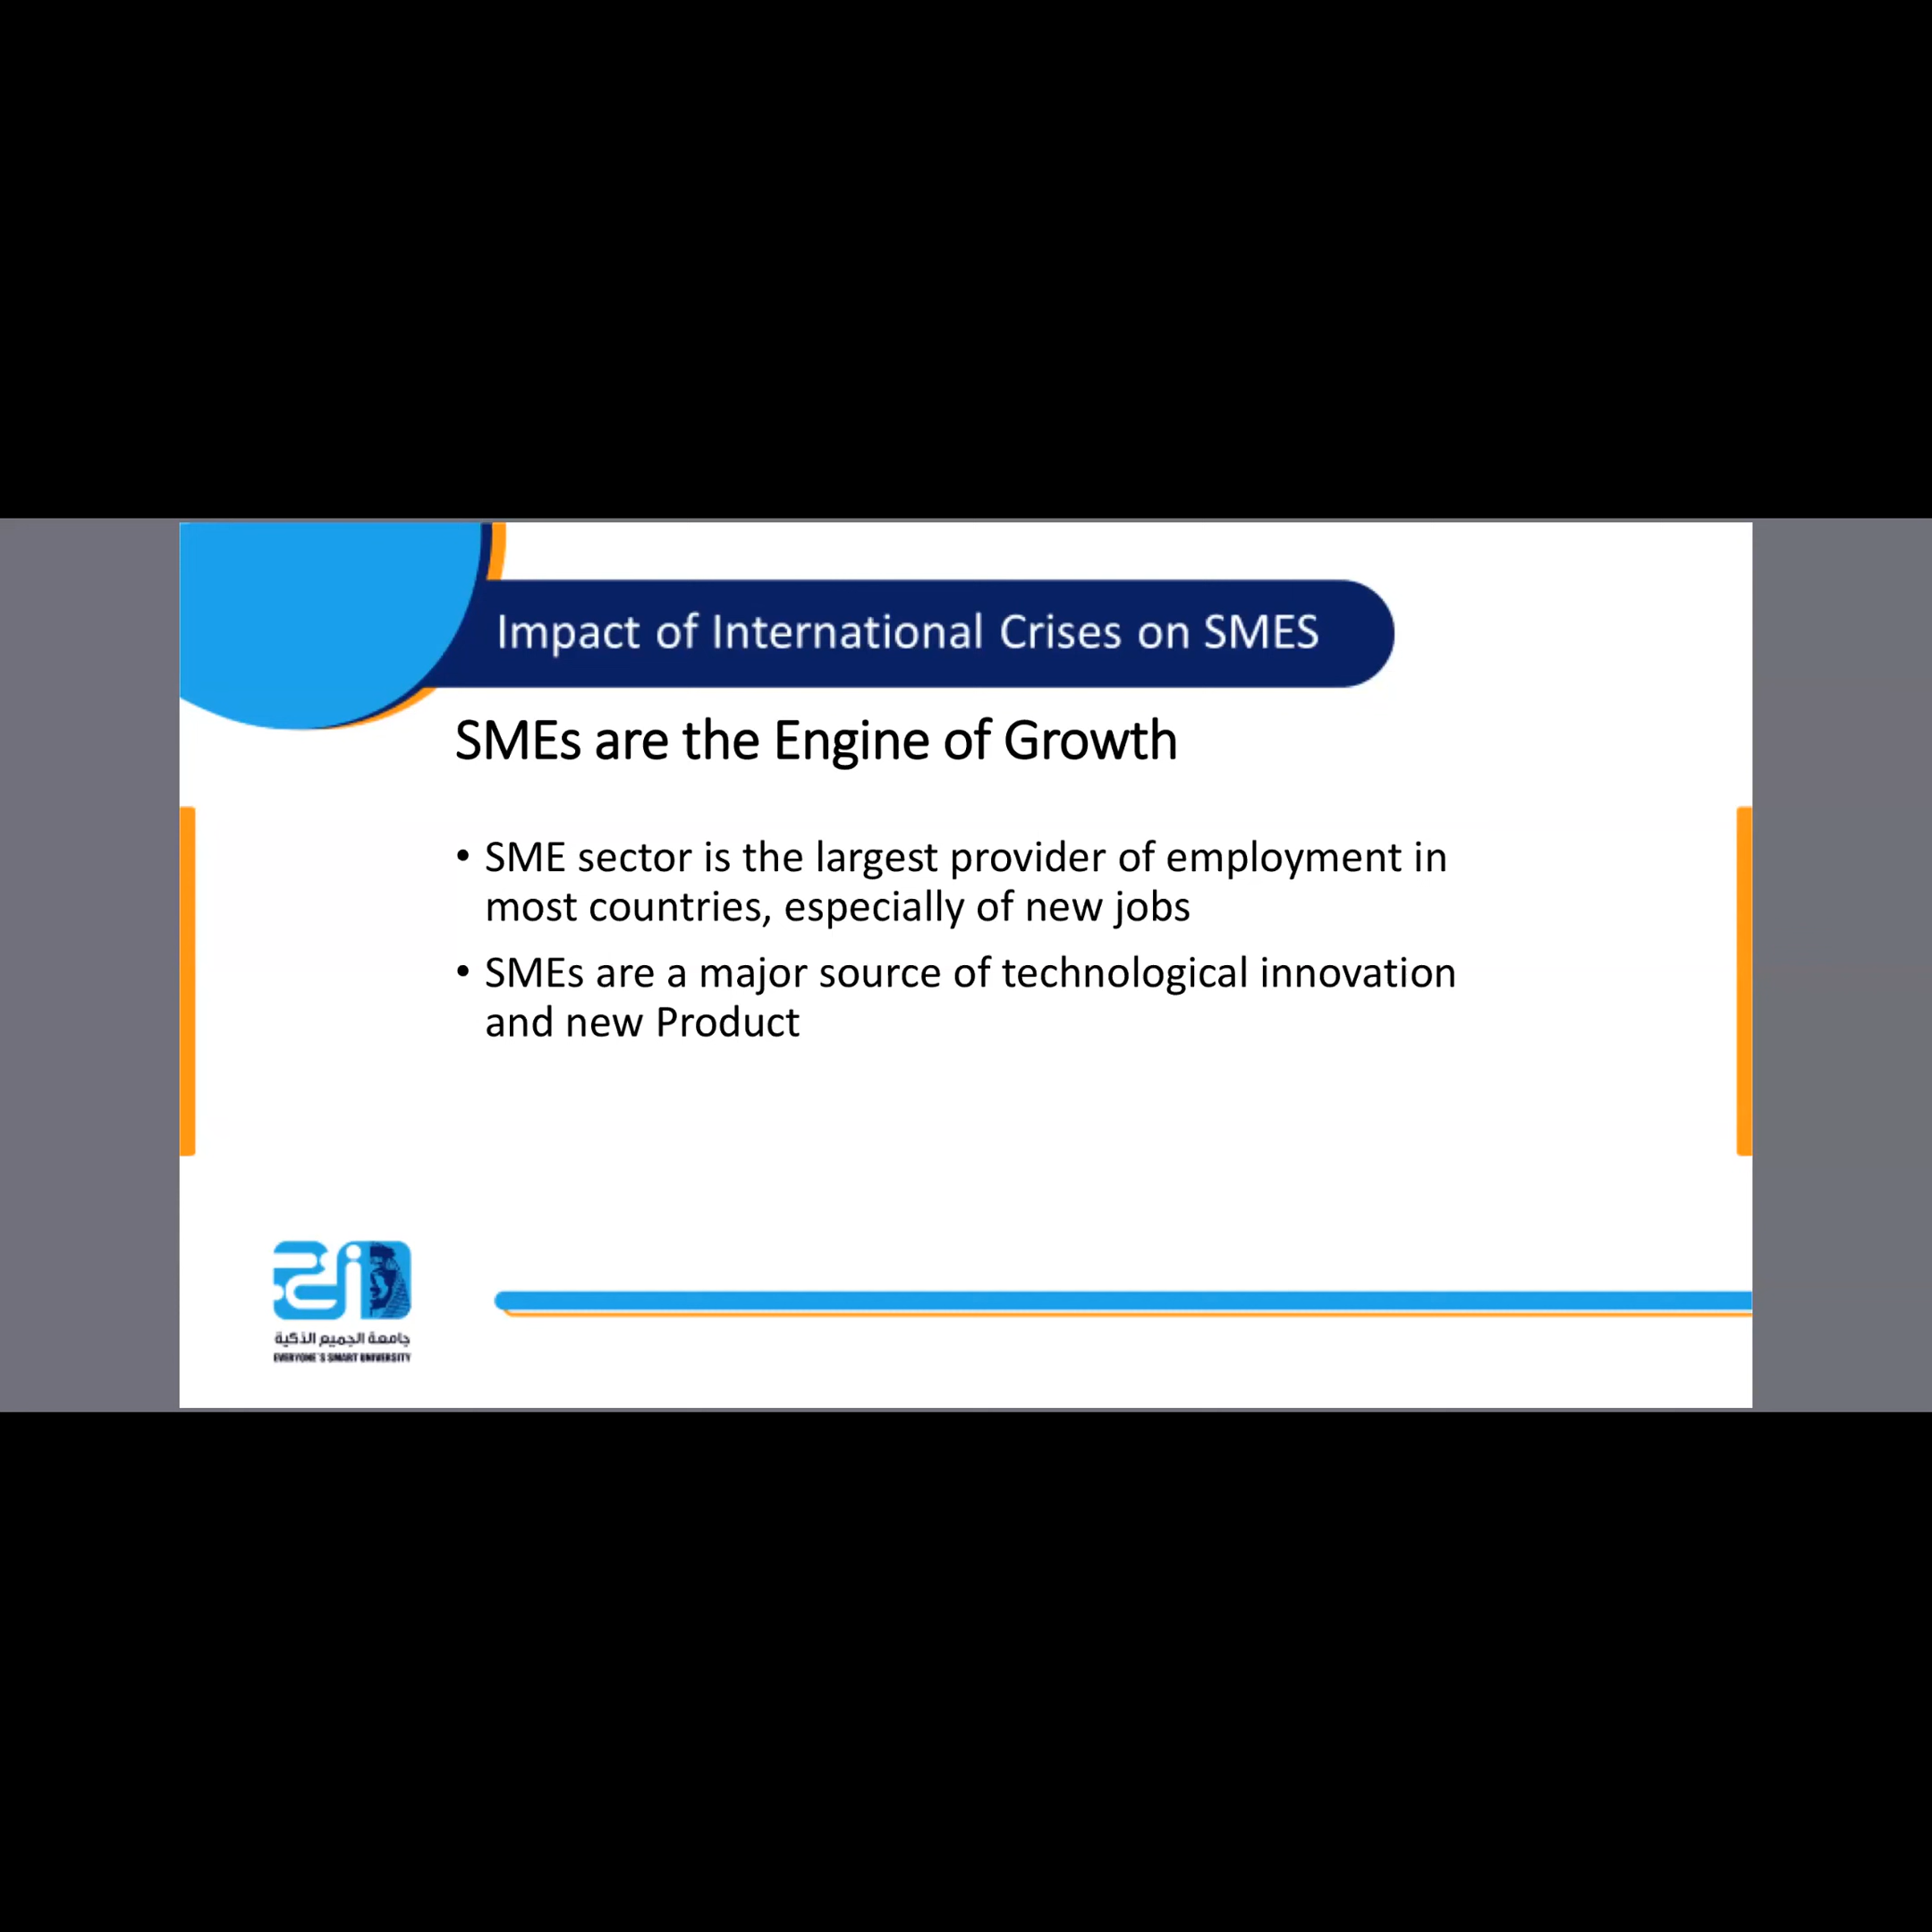 Impact of International Crises on SMES
SMEs are the Engine of Growth
• SME sector is the largest provider of employment in
most countries, especially of new jobs
• SMEs are a major source of technological innovation
and new Product
جامعة الجميع الذكية
EVERYONE'S SMART UNIVERSITY